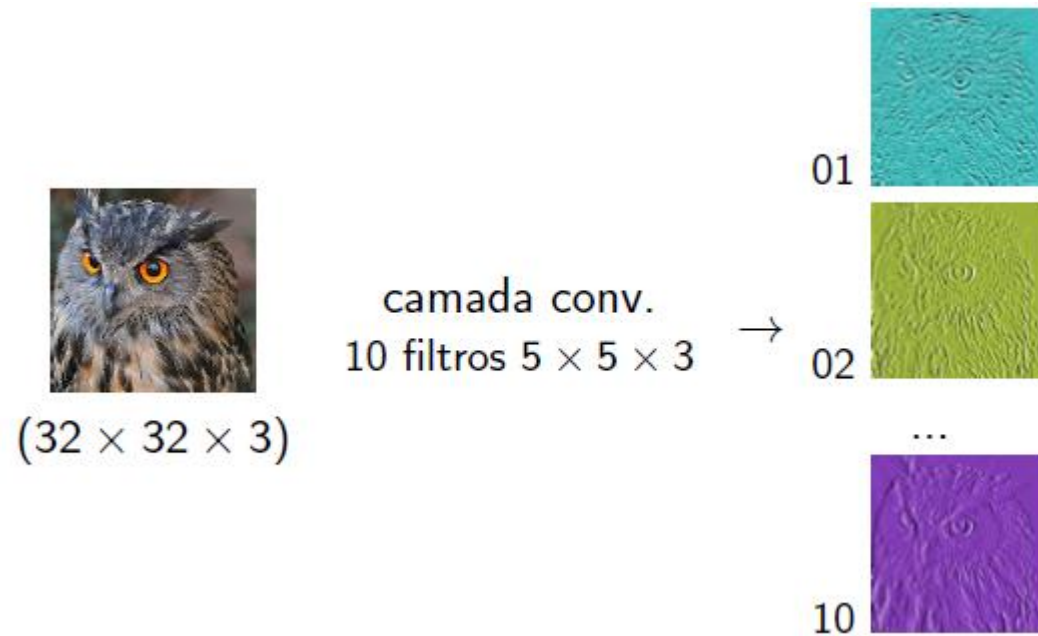 (32 × 32 × 3)
camada conv.
10 filtros 5 × 5 × 3
→
01
02
...
10